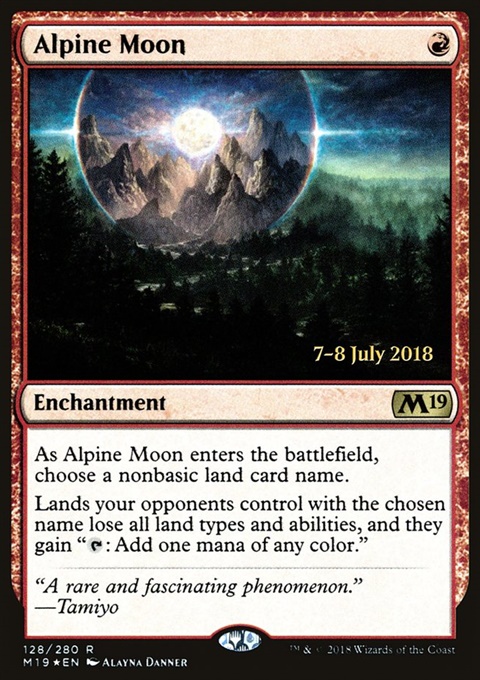 Alpine Moon
7–8 July 2018
Enchantment
M19
As Alpine Moon enters the battlefield,
choose a nonbasic land card name.
Lands your opponents control with the chosen
name lose all land types and abilities, and they
gain “: Add one mana of any color.”
“A rare and fascinating phenomenon.”
—Tamiyo
128/280 R
M19★EN Alayna Danner
™ & © 2018 Wizards of the Coast